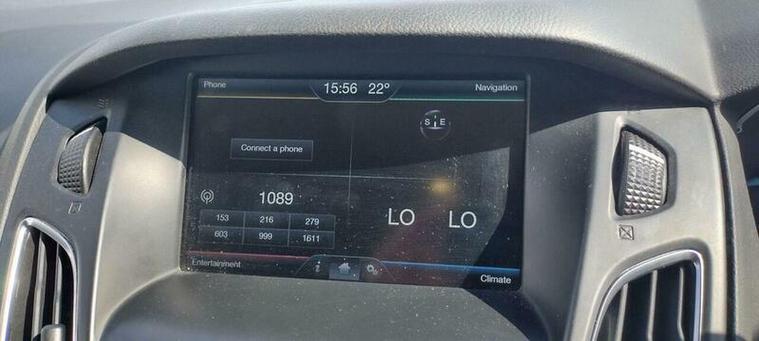 Phone 15:56 22° Navigation
S E
Connect a phone
1089
153 216 279
LO LO
603 999 1611
Entertainment i Climate